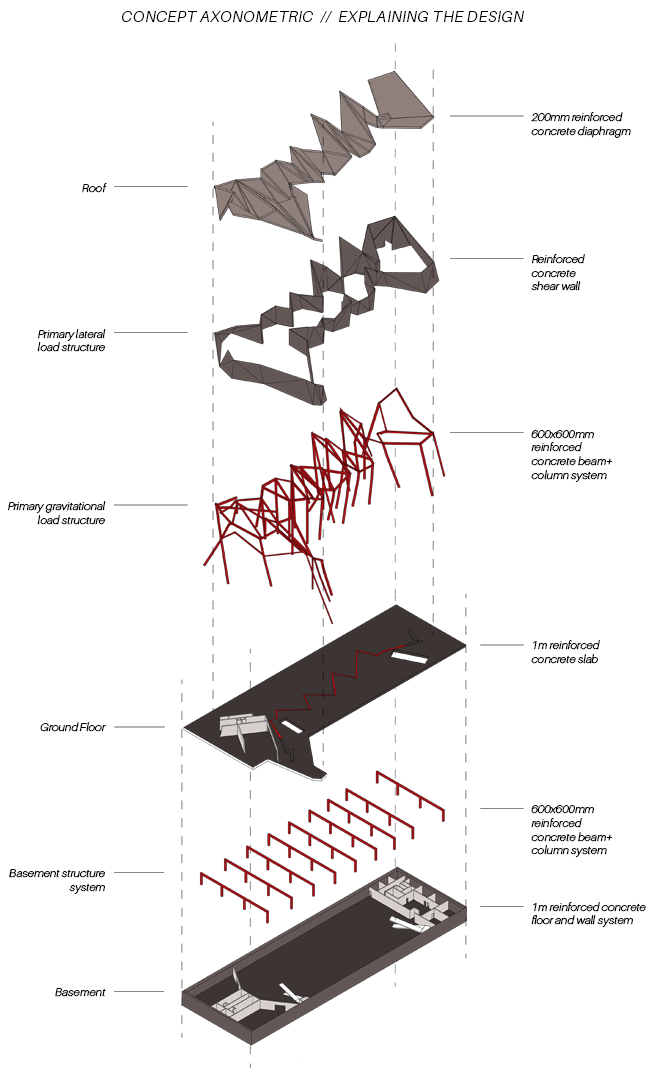 CONCEPT AXONOMETRIC // EXPLAINING THE DESIGN
200mm reinforced
concrete diaphragm
Roof
Reinforced
concrete
shear wall
Primary lateral
load structure
600x600mm
reinforced
concrete beam+
column system
Primary gravitational
load structure
1m reinforced
concrete slab
Ground Floor
600x600mm
reinforced
concrete beam+
column system
Basement structure
system
1m reinforced concrete
floor and wall system
Basement